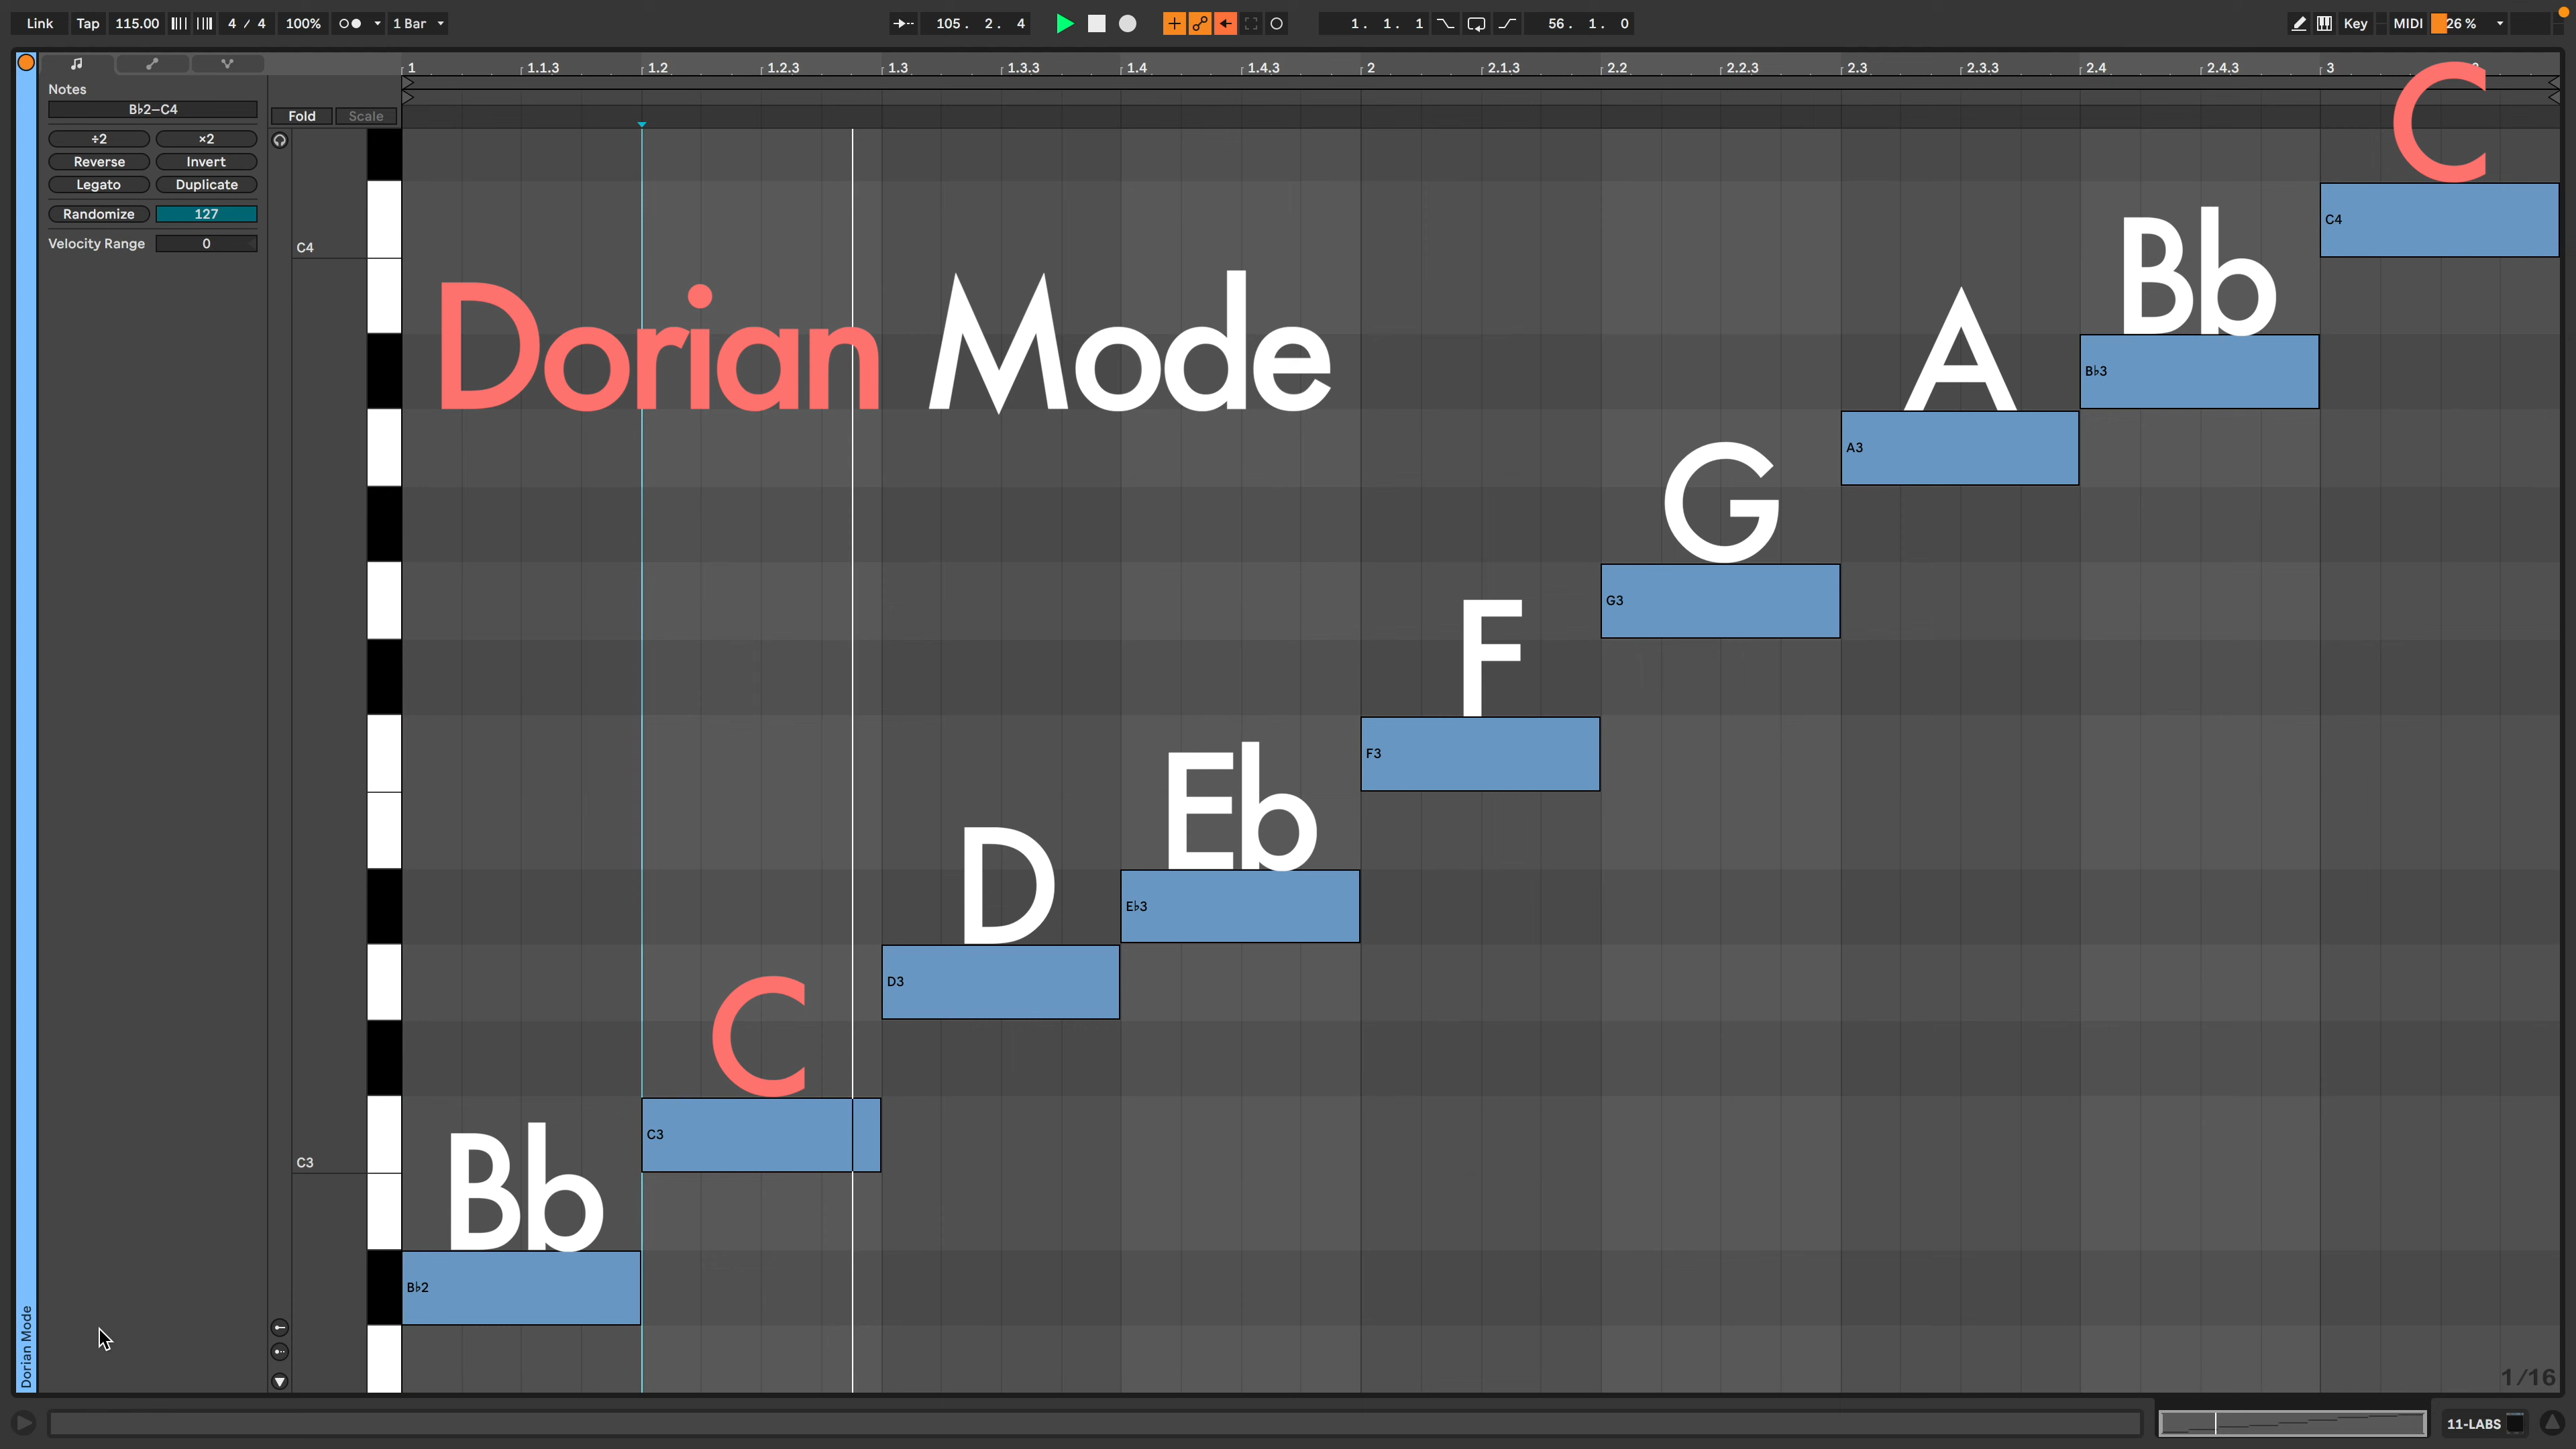 Link Tap 115.00 4 / 4 100% 1 Bar 105. 2. 4 1. 1. 1 56. 1. 0 Key MIDI 26 %
1 1.1.3 1.2 1.2.3 1.3 1.3.3 1.4 1.4.3 2 2.1.3 2.2 2.2.3 2.3 2.3.3 2.4 2.4.3 3
Notes
B♭2–C4
÷2 ×2
Reverse Invert
Legato Duplicate
Randomize 127
Velocity Range 0
Fold Scale
C4
C3
Dorian Mode
C
C4
Bb
B♭3
A
A3
G
G3
F
F3
Eb
E♭3
D
D3
C
C3
Bb
B♭2
Dorian Mode
1/16
11-LABS